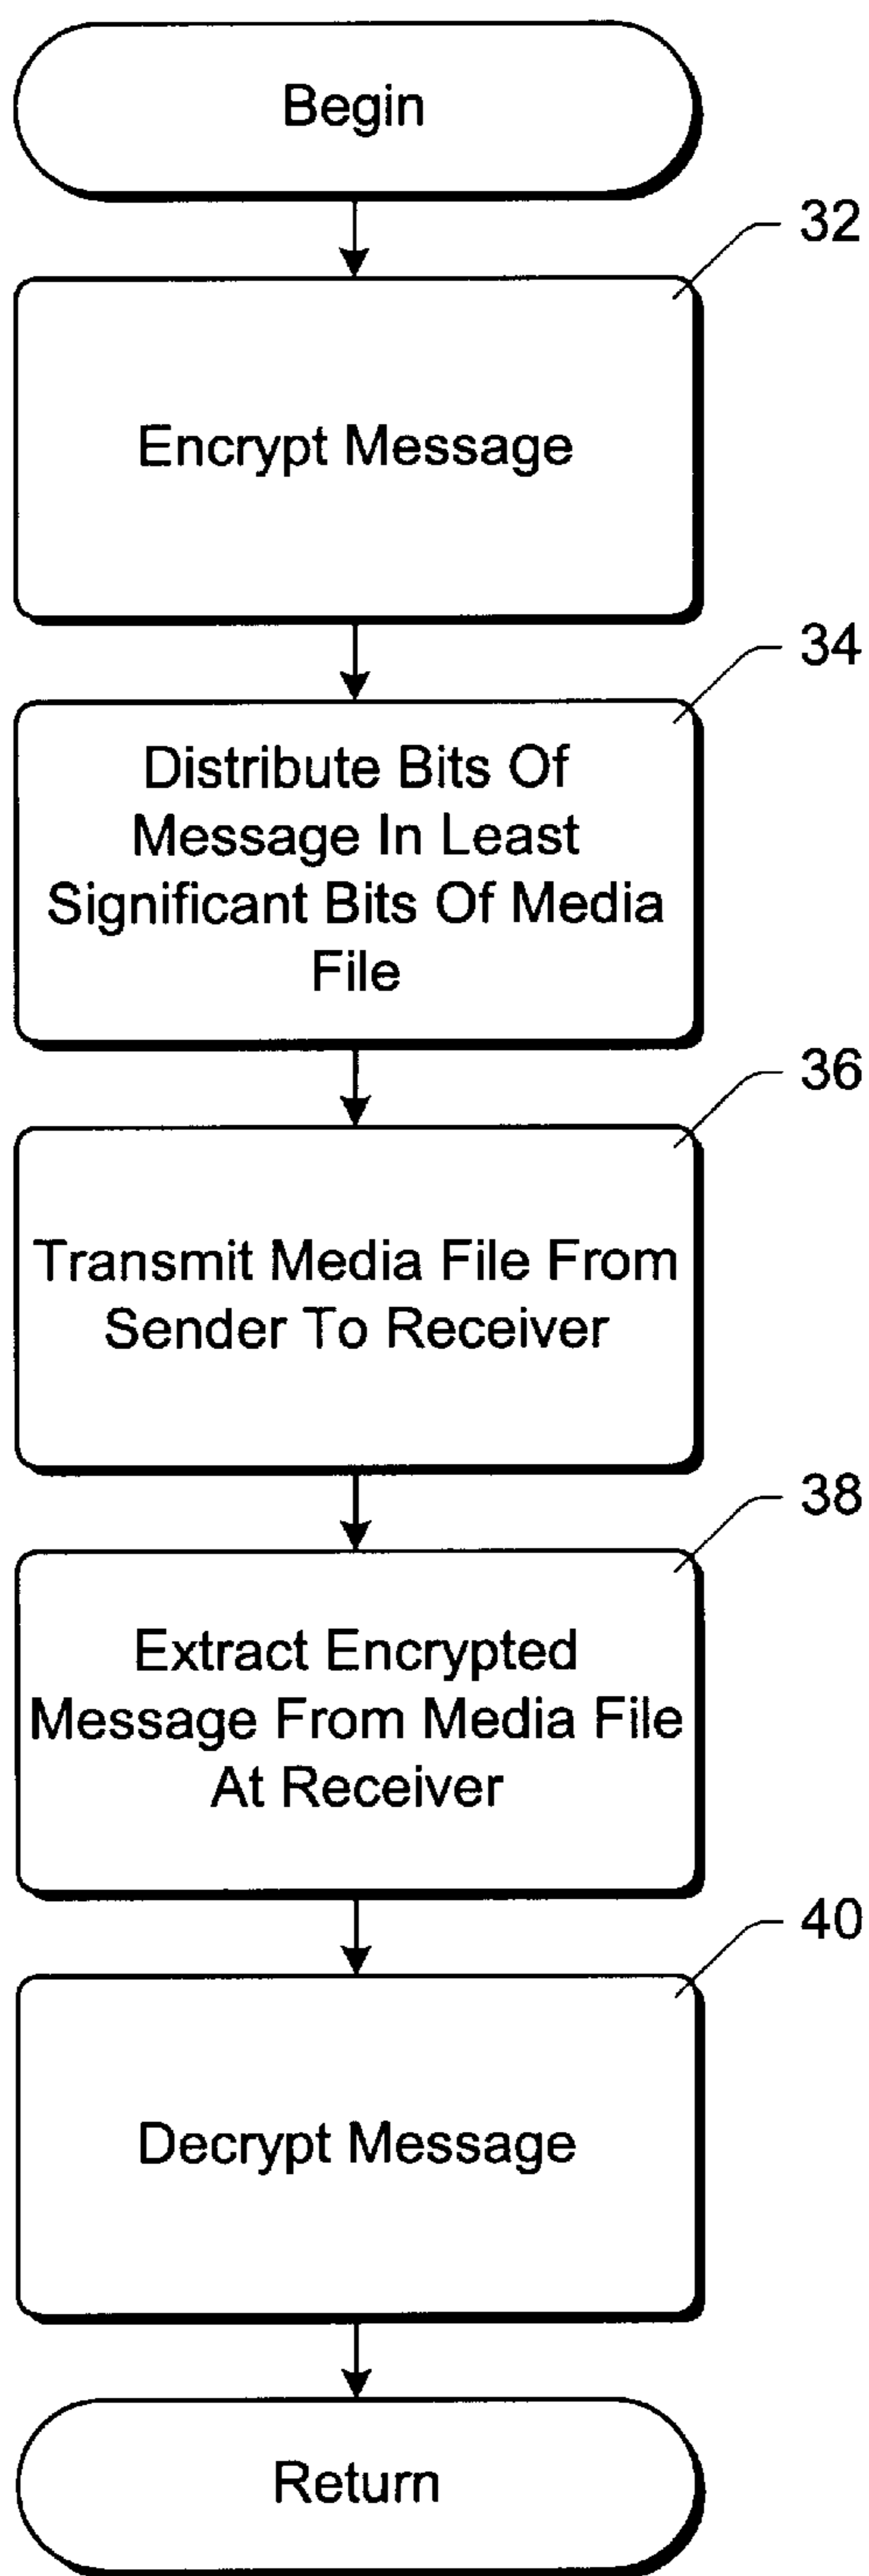 Begin
32
Encrypt Message
34
Distribute Bits Of
Message In Least
Significant Bits Of Media
File
36
Transmit Media File From
Sender To Receiver
38
Extract Encrypted
Message From Media File
At Receiver
40
Decrypt Message
Return